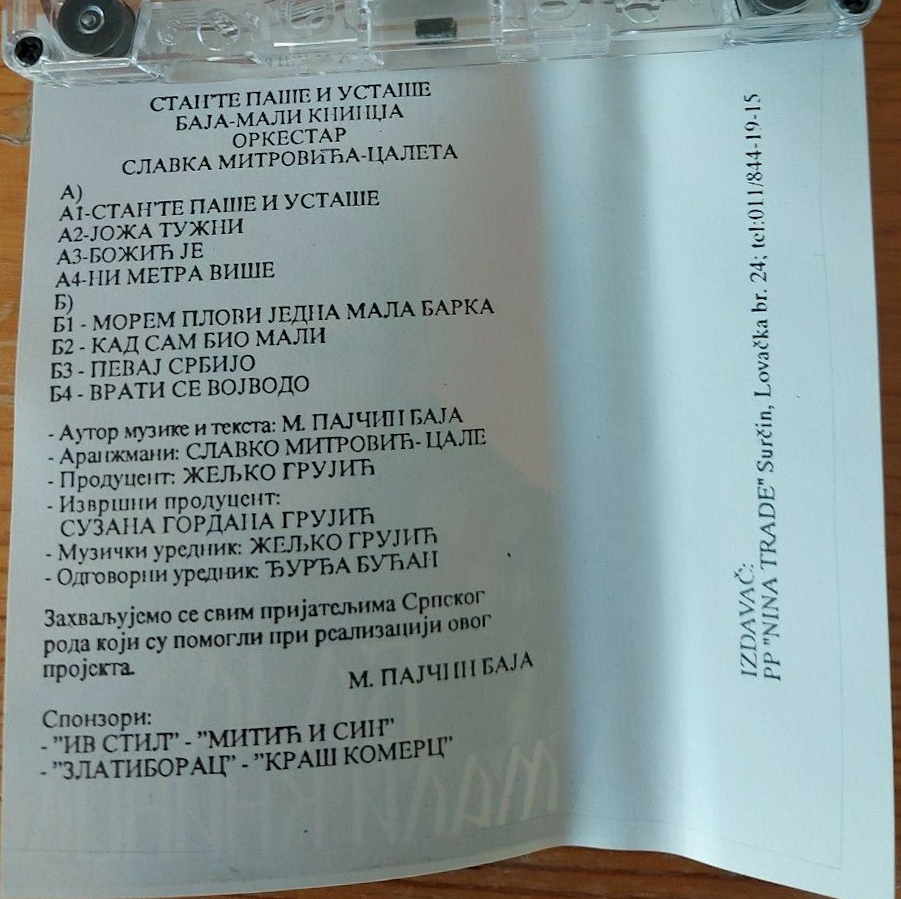 СТАН'ТЕ ПАШЕ И УСТАШЕ
БАЈА-МАЛИ КНИНЏА
ОРКЕСТАР
СЛАВКА МИТРОВИЋА-ЦАЛЕТА
А)
А1-СТАН'ТЕ ПАШЕ И УСТАШЕ
А2-ЈОЖА ТУЖНИ
А3-БОЖИЋ ЈЕ
А4-НИ МЕТРА ВИШЕ
Б)
Б1 - МОРЕМ ПЛОВИ ЈЕДНА МАЛА БАРКА
Б2 - КАД САМ БИО МАЛИ
Б3 - ПЕВАЈ СРБИЈО
Б4 - ВРАТИ СЕ ВОЈВОДО
- Аутор музике и текста: М. ПАЈЧИН БАЈА
- Аранжмани: СЛАВКО МИТРОВИЋ- ЦАЛЕ
- Продуцент: ЖЕЉКО ГРУЈИЋ
- Извршни продуцент:
СУЗАНА ГОРДАНА ГРУЈИЋ
- Музички уредник: ЖЕЉКО ГРУЈИЋ
- Одговорни уредник: ЂУРЂА БУЋАН
Захваљујемо се свим пријатељима Српског
рода који су помогли при реализацији овог
пројекта.
М. ПАЈЧИН БАЈА
Спонзори:
- "ИВ СТИЛ" - "МИТИЋ И СИН"
- "ЗЛАТИБОРАЦ" - "КРАШ КОМЕРЦ"
IZDAVAČ:
PP "NINA TRADE" Surčin, Lovačka br. 24; tel:011/844-19-15